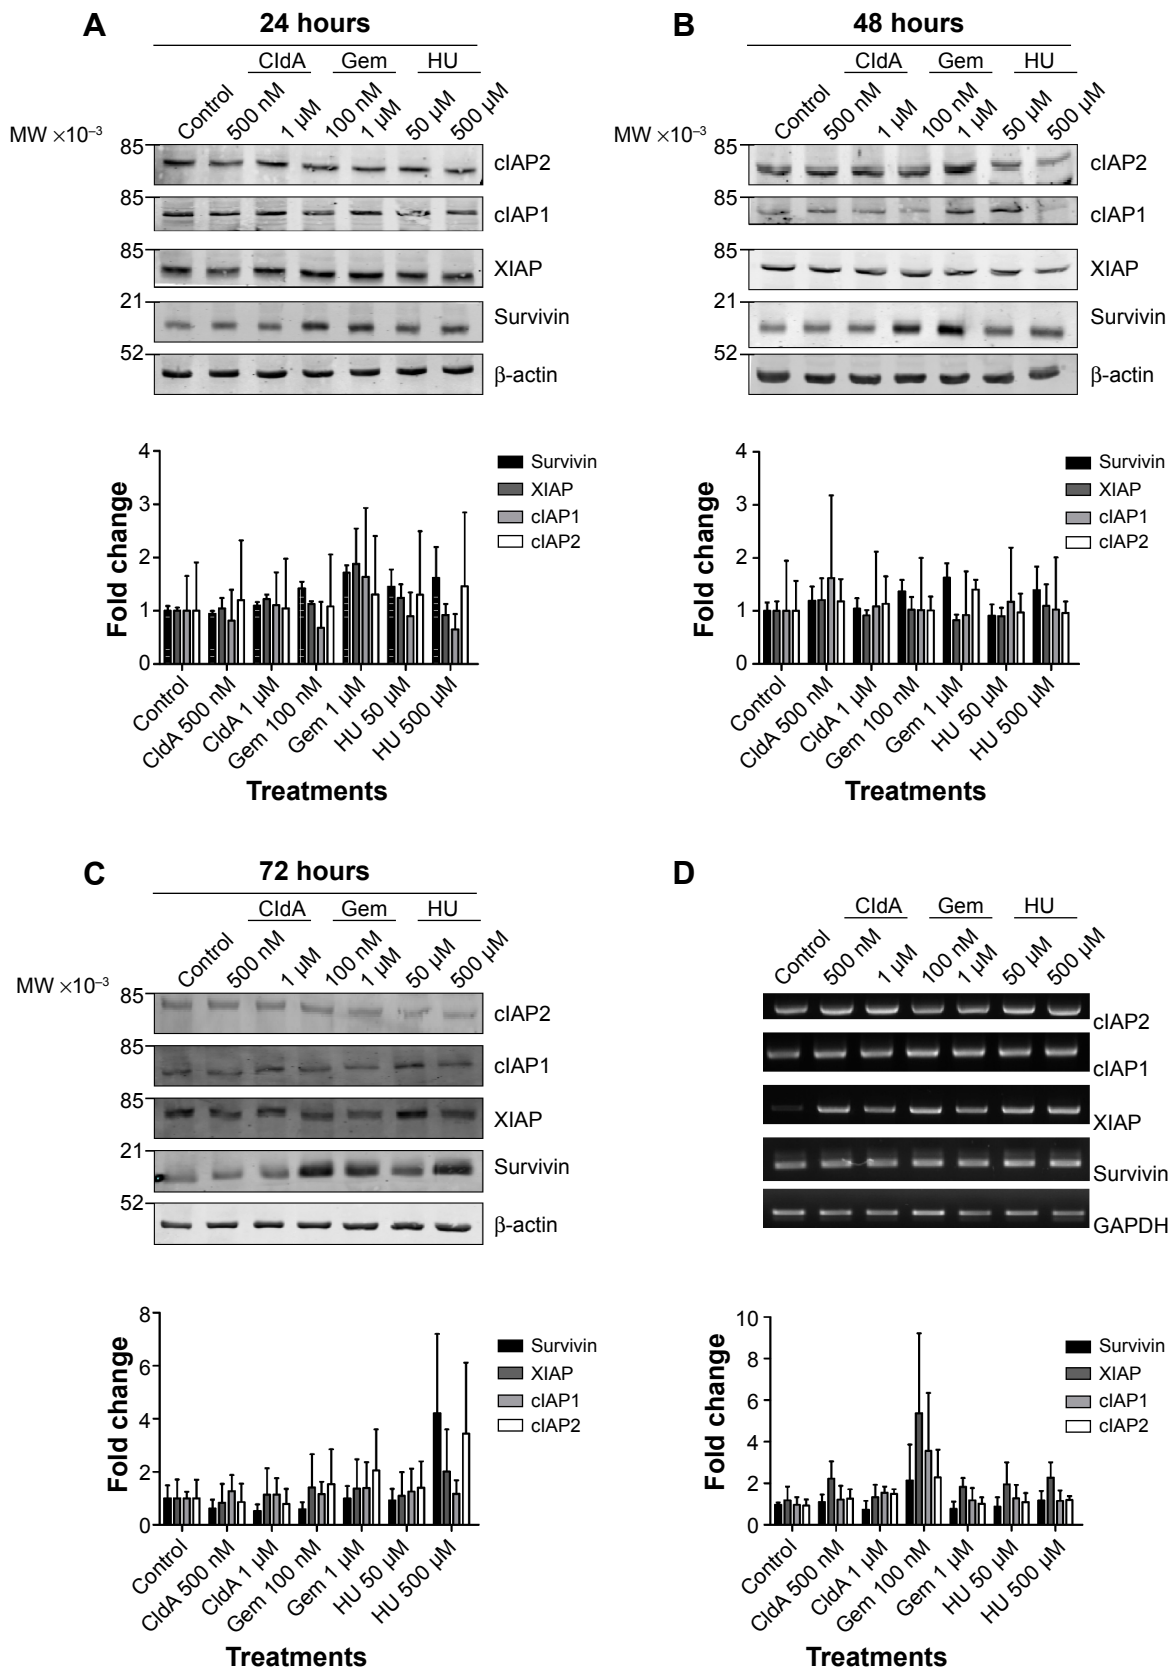 A
24 hours
CldA
Gem
HU
Control
500 nM
1 µM
100 nM
1 µM
50 µM
500 µM
MW ×10⁻³
85
cIAP2
85
cIAP1
85
XIAP
21
Survivin
52
β-actin
4
3
2
1
0
Fold change
Survivin
XIAP
cIAP1
cIAP2
Control
CldA 500 nM
CldA 1 µM
Gem 100 nM
Gem 1 µM
HU 50 µM
HU 500 µM
Treatments
B
48 hours
CldA
Gem
HU
Control
500 nM
1 µM
100 nM
1 µM
50 µM
500 µM
MW ×10⁻³
85
cIAP2
85
cIAP1
85
XIAP
21
Survivin
52
β-actin
4
3
2
1
0
Fold change
Survivin
XIAP
cIAP1
cIAP2
Control
CldA 500 nM
CldA 1 µM
Gem 100 nM
Gem 1 µM
HU 50 µM
HU 500 µM
Treatments
C
72 hours
CldA
Gem
HU
Control
500 nM
1 µM
100 nM
1 µM
50 µM
500 µM
MW ×10⁻³
85
cIAP2
85
cIAP1
85
XIAP
21
Survivin
52
β-actin
8
6
4
2
0
Fold change
Survivin
XIAP
cIAP1
cIAP2
Control
CldA 500 nM
CldA 1 µM
Gem 100 nM
Gem 1 µM
HU 50 µM
HU 500 µM
Treatments
D
CldA
Gem
HU
Control
500 nM
1 µM
100 nM
1 µM
50 µM
500 µM
cIAP2
cIAP1
XIAP
Survivin
GAPDH
10
8
6
4
2
0
Fold change
Survivin
XIAP
cIAP1
cIAP2
Control
CldA 500 nM
CldA 1 µM
Gem 100 nM
Gem 1 µM
HU 50 µM
HU 500 µM
Treatments